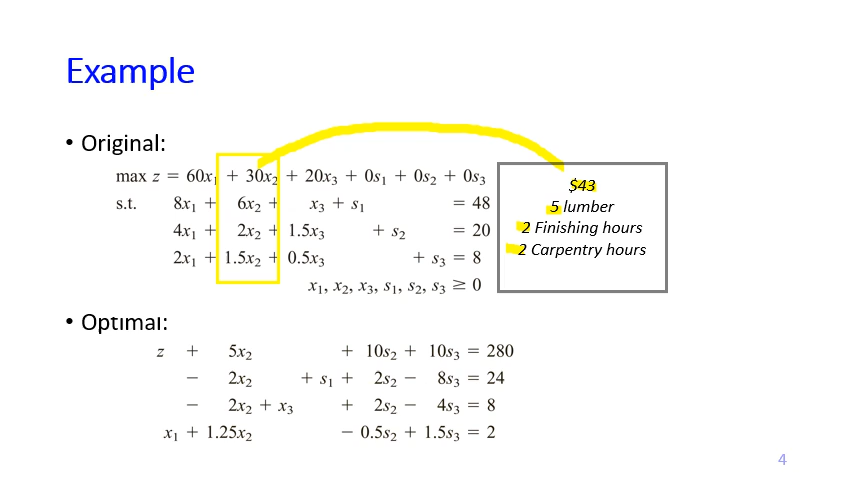 Example
• Original:
max z = 60x₁ + 30x₂ + 20x₃ + 0s₁ + 0s₂ + 0s₃
s.t. 8x₁ + 6x₂ + x₃ + s₁ = 48
4x₁ + 2x₂ + 1.5x₃ + s₂ = 20
2x₁ + 1.5x₂ + 0.5x₃ + s₃ = 8
x₁, x₂, x₃, s₁, s₂, s₃ ≥ 0
$43
5 lumber
2 Finishing hours
2 Carpentry hours
• Optimal:
z + 5x₂ + 10s₂ + 10s₃ = 280
− 2x₂ + s₁ + 2s₂ − 8s₃ = 24
− 2x₂ + x₃ + 2s₂ − 4s₃ = 8
x₁ + 1.25x₂ − 0.5s₂ + 1.5s₃ = 2
4